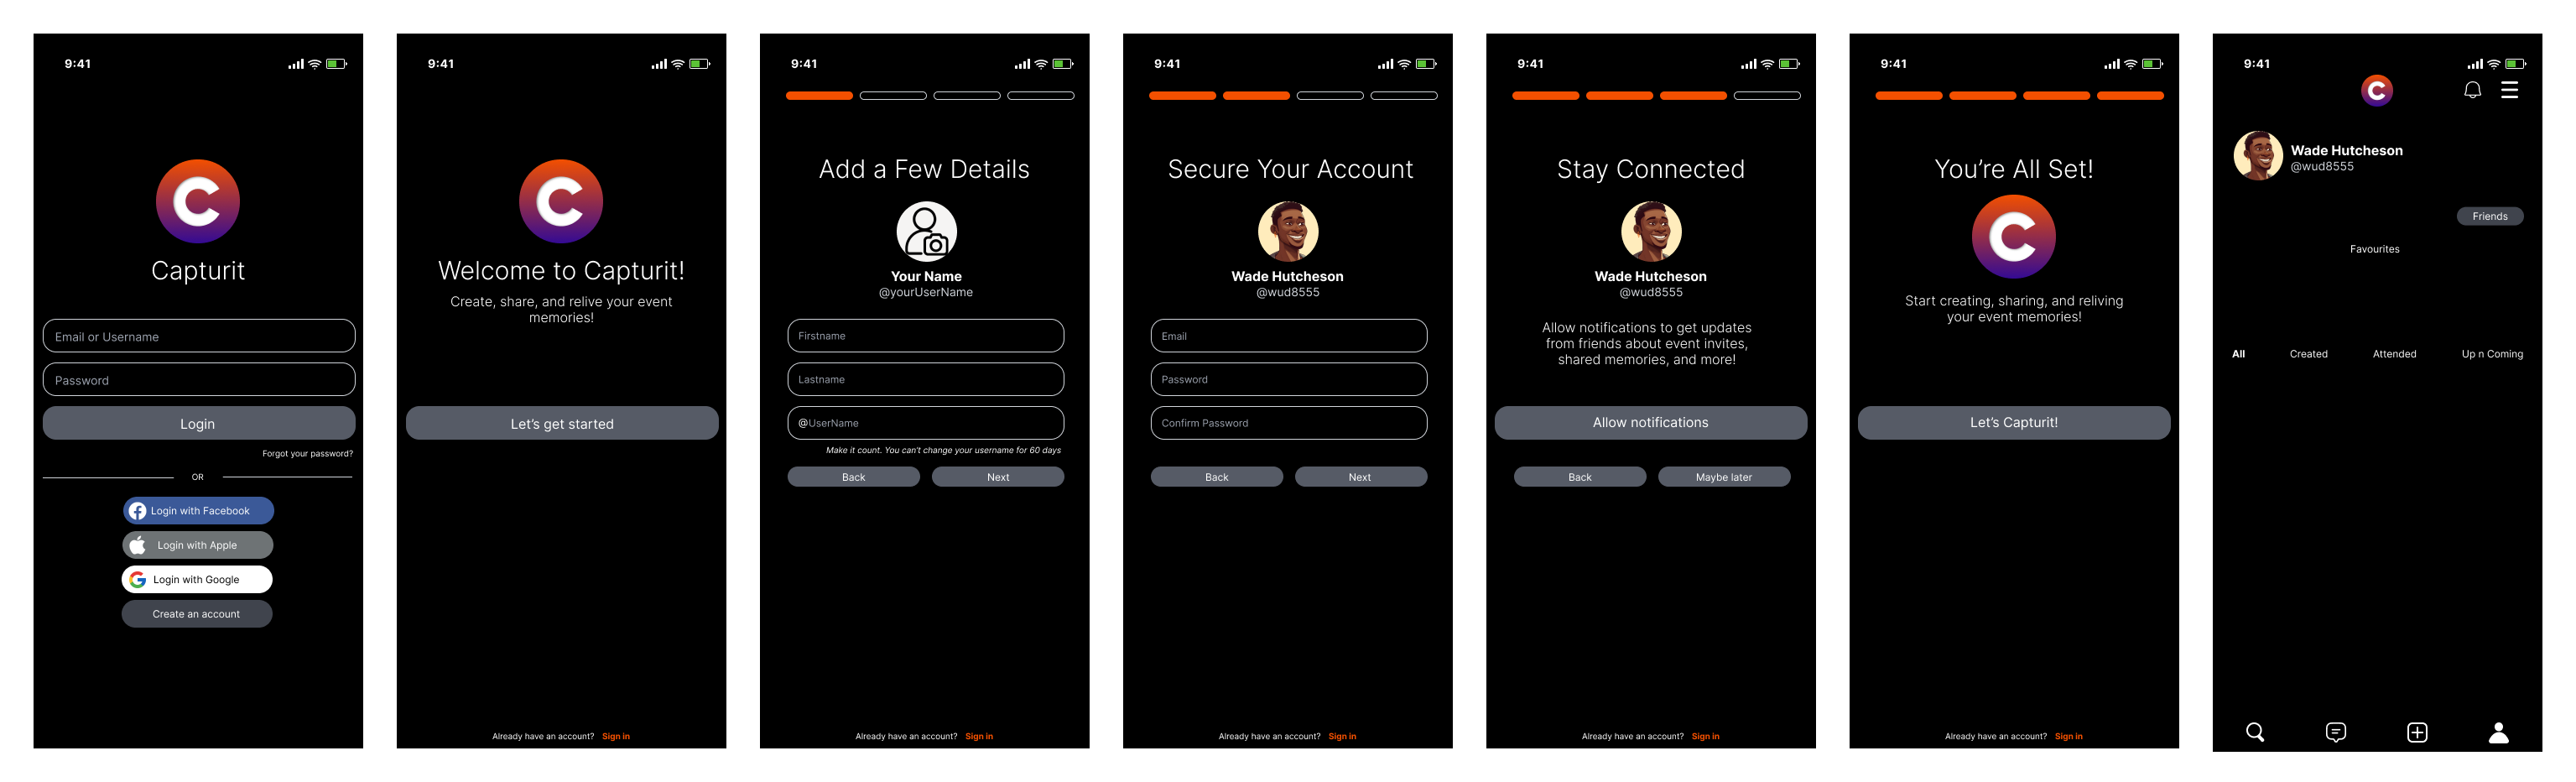 9:41
Capturit
Email or Username
Password
Login
Forgot your password?
OR
Login with Facebook
Login with Apple
Login with Google
Create an account
9:41
Welcome to Capturit!
Create, share, and relive your event
memories!
Let's get started
Already have an account? Sign in
9:41
Add a Few Details
Your Name
@yourUserName
Firstname
Lastname
@UserName
Make it count. You can't change your username for 60 days
Back Next
Already have an account? Sign in
9:41
Secure Your Account
Wade Hutcheson
@wud8555
Email
Password
Confirm Password
Back Next
Already have an account? Sign in
9:41
Stay Connected
Wade Hutcheson
@wud8555
Allow notifications to get updates
from friends about event invites,
shared memories, and more!
Allow notifications
Back Maybe later
Already have an account? Sign in
9:41
You're All Set!
Start creating, sharing, and reliving
your event memories!
Let's Capturit!
Already have an account? Sign in
9:41
Wade Hutcheson
@wud8555
Friends
Favourites
All Created Attended Up n Coming